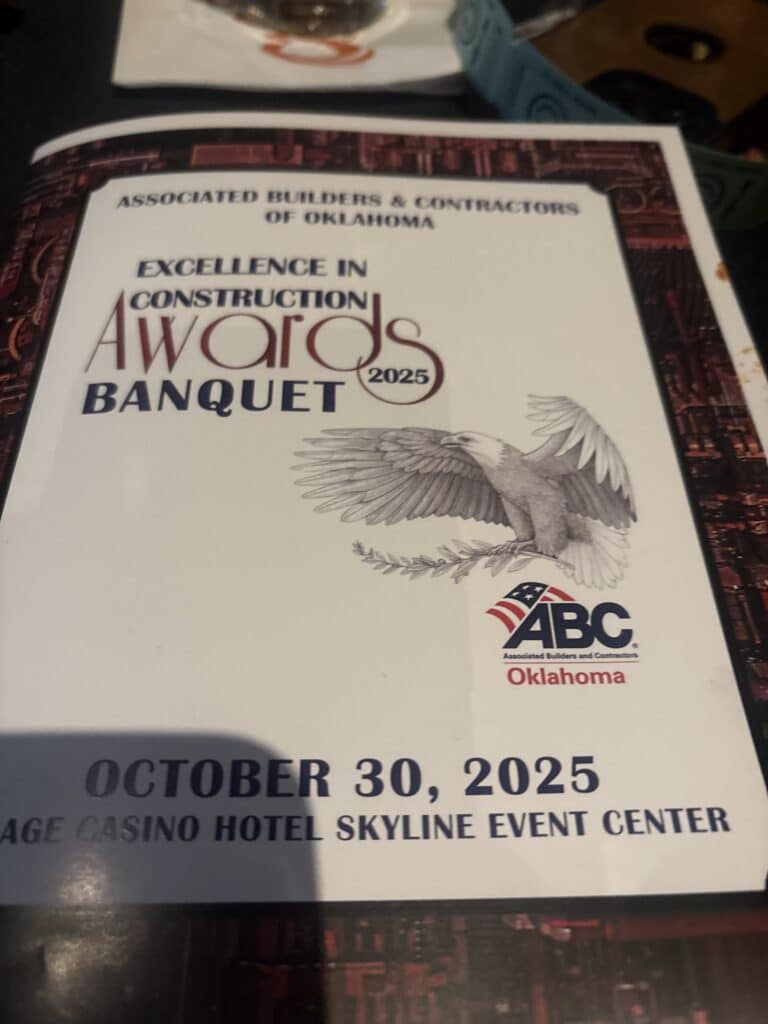 ASSOCIATED BUILDERS & CONTRACTORS
OF OKLAHOMA
EXCELLENCE IN
CONSTRUCTION
AWards
2025
BANQUET
ABC
Associated Builders and Contractors
Oklahoma
OCTOBER 30, 2025
AGE CASINO HOTEL SKYLINE EVENT CENTER